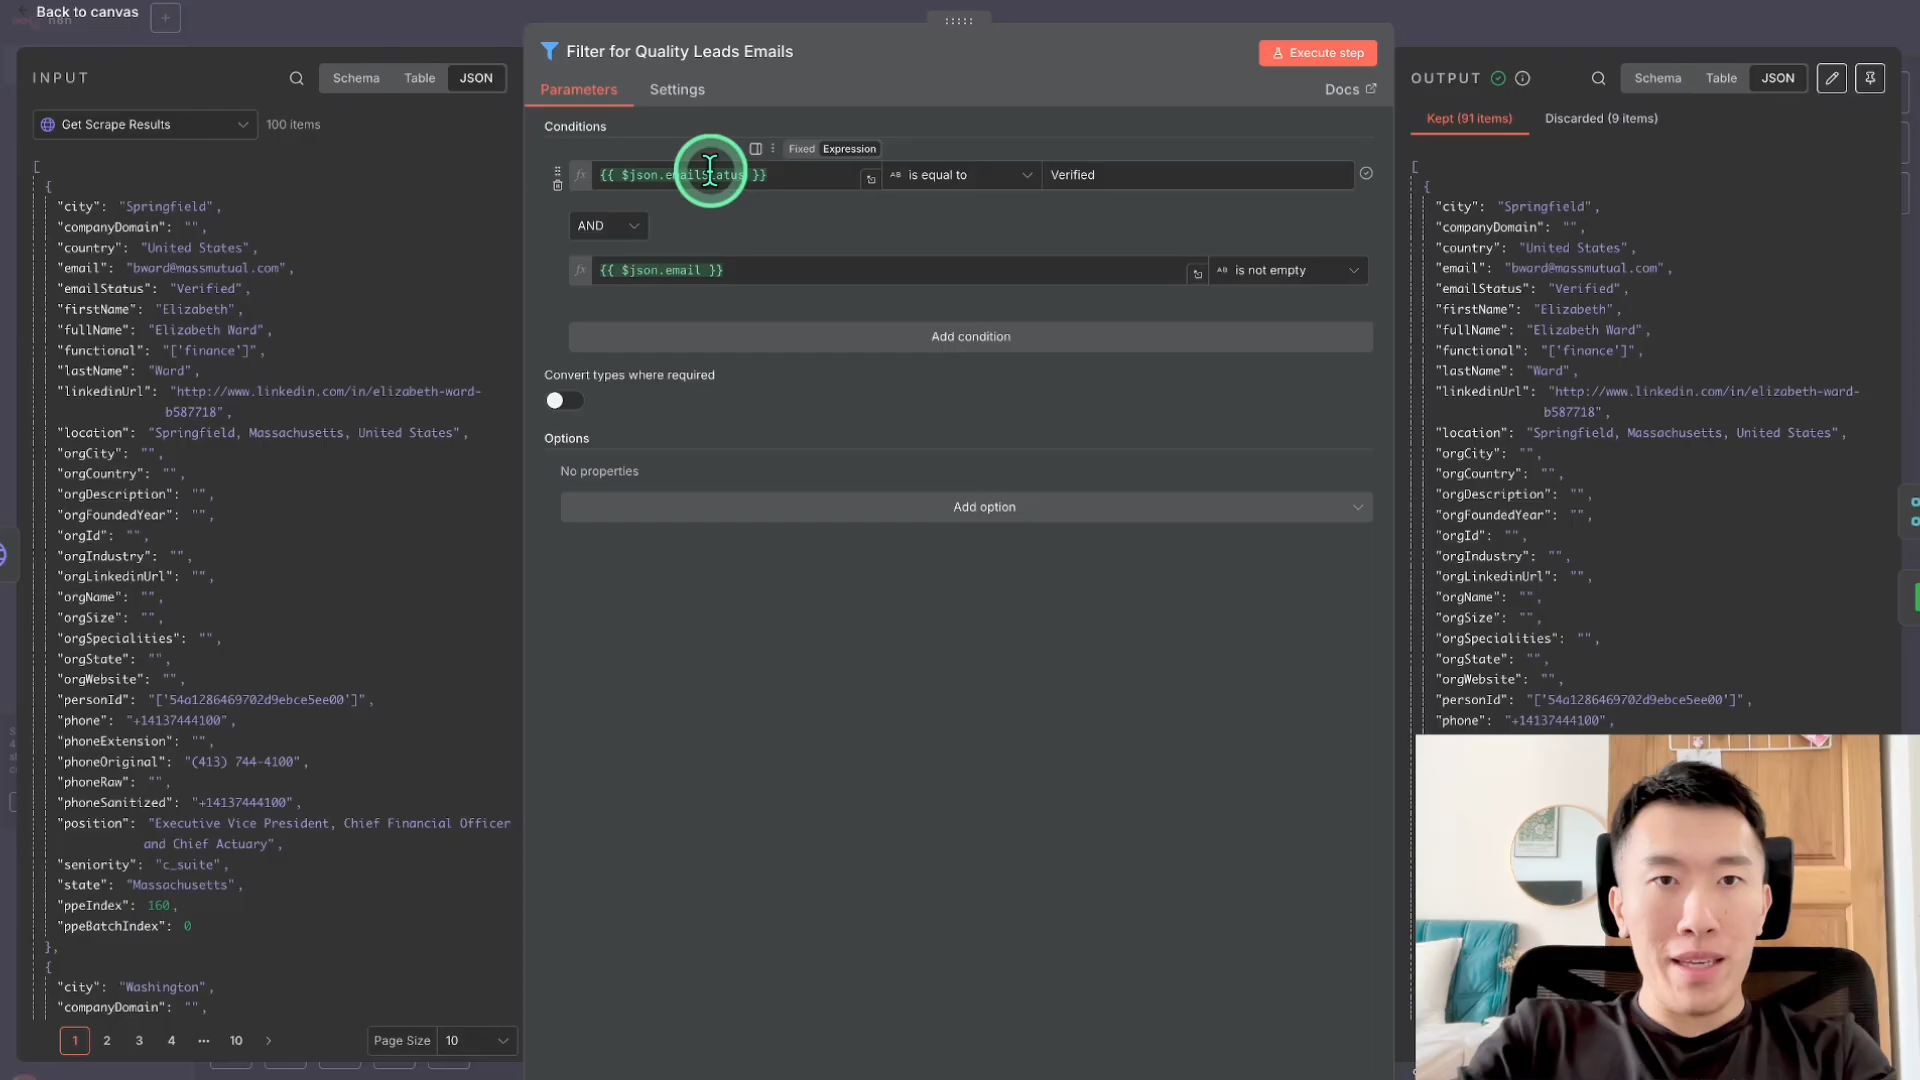 Back to canvas
n8n
INPUT
Schema
Table
JSON
Get Scrape Results
100 items
[
{
"city": "Springfield",
"companyDomain": "",
"country": "United States",
"email": "bward@massmutual.com",
"emailStatus": "Verified",
"firstName": "Elizabeth",
"fullName": "Elizabeth Ward",
"functional": "['finance']",
"lastName": "Ward",
"linkedinUrl": "http://www.linkedin.com/in/elizabeth-ward-
b587718",
"location": "Springfield, Massachusetts, United States",
"orgCity": "",
"orgCountry": "",
"orgDescription": "",
"orgFoundedYear": "",
"orgId": "",
"orgIndustry": "",
"orgLinkedinUrl": "",
"orgName": "",
"orgSize": "",
"orgSpecialities": "",
"orgState": "",
"orgWebsite": "",
"personId": "['54a1286469702d9ebce5ee00']",
"phone": "+14137444100",
"phoneExtension": "",
"phoneOriginal": "(413) 744-4100",
"phoneRaw": "",
"phoneSanitized": "+14137444100",
"position": "Executive Vice President, Chief Financial Officer
and Chief Actuary",
"seniority": "c_suite",
"state": "Massachusetts",
"ppeIndex": 160,
"ppeBatchIndex": 0
},
{
"city": "Washington",
"companyDomain": "",
1 2 3 4 ··· 10 >
Page Size 10
Filter for Quality Leads Emails
Execute step
Parameters
Settings
Docs
Conditions
Fixed Expression
fx {{ $json.emailStatus }}
is equal to
Verified
AND
fx {{ $json.email }}
is not empty
Add condition
Convert types where required
Options
No properties
Add option
OUTPUT
Schema
Table
JSON
Kept (91 items)
Discarded (9 items)
[
{
"city": "Springfield",
"companyDomain": "",
"country": "United States",
"email": "bward@massmutual.com",
"emailStatus": "Verified",
"firstName": "Elizabeth",
"fullName": "Elizabeth Ward",
"functional": "['finance']",
"lastName": "Ward",
"linkedinUrl": "http://www.linkedin.com/in/elizabeth-ward-
b587718",
"location": "Springfield, Massachusetts, United States",
"orgCity": "",
"orgCountry": "",
"orgDescription": "",
"orgFoundedYear": "",
"orgId": "",
"orgIndustry": "",
"orgLinkedinUrl": "",
"orgName": "",
"orgSize": "",
"orgSpecialities": "",
"orgState": "",
"orgWebsite": "",
"personId": "['54a1286469702d9ebce5ee00']",
"phone": "+14137444100",